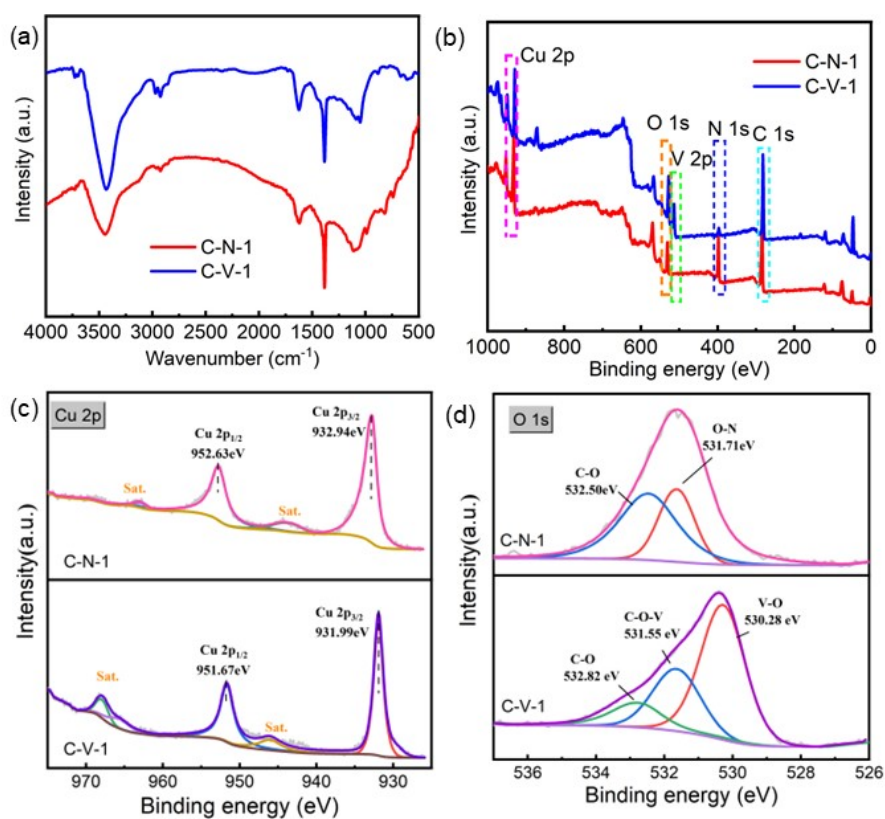 (a)
Intensity (a.u.)
C-N-1
C-V-1
4000 3500 3000 2500 2000 1500 1000 500
Wavenumber (cm⁻¹)
(b)
Intensity (a.u.)
Cu 2p
C-N-1
C-V-1
O 1s
N 1s
C 1s
V 2p
1000 800 600 400 200 0
Binding energy (eV)
(c)
Intensity(a.u.)
Cu 2p
Cu 2p3/2
932.94eV
Cu 2p1/2
952.63eV
Sat.
Sat.
C-N-1
Cu 2p3/2
931.99eV
Cu 2p1/2
951.67eV
Sat.
Sat.
C-V-1
970 960 950 940 930
Binding energy (eV)
(d)
Intensity(a.u.)
O 1s
O-N
531.71eV
C-O
532.50eV
C-N-1
V-O
530.28 eV
C-O-V
531.55 eV
C-O
532.82 eV
C-V-1
536 534 532 530 528 526
Binding energy (eV)